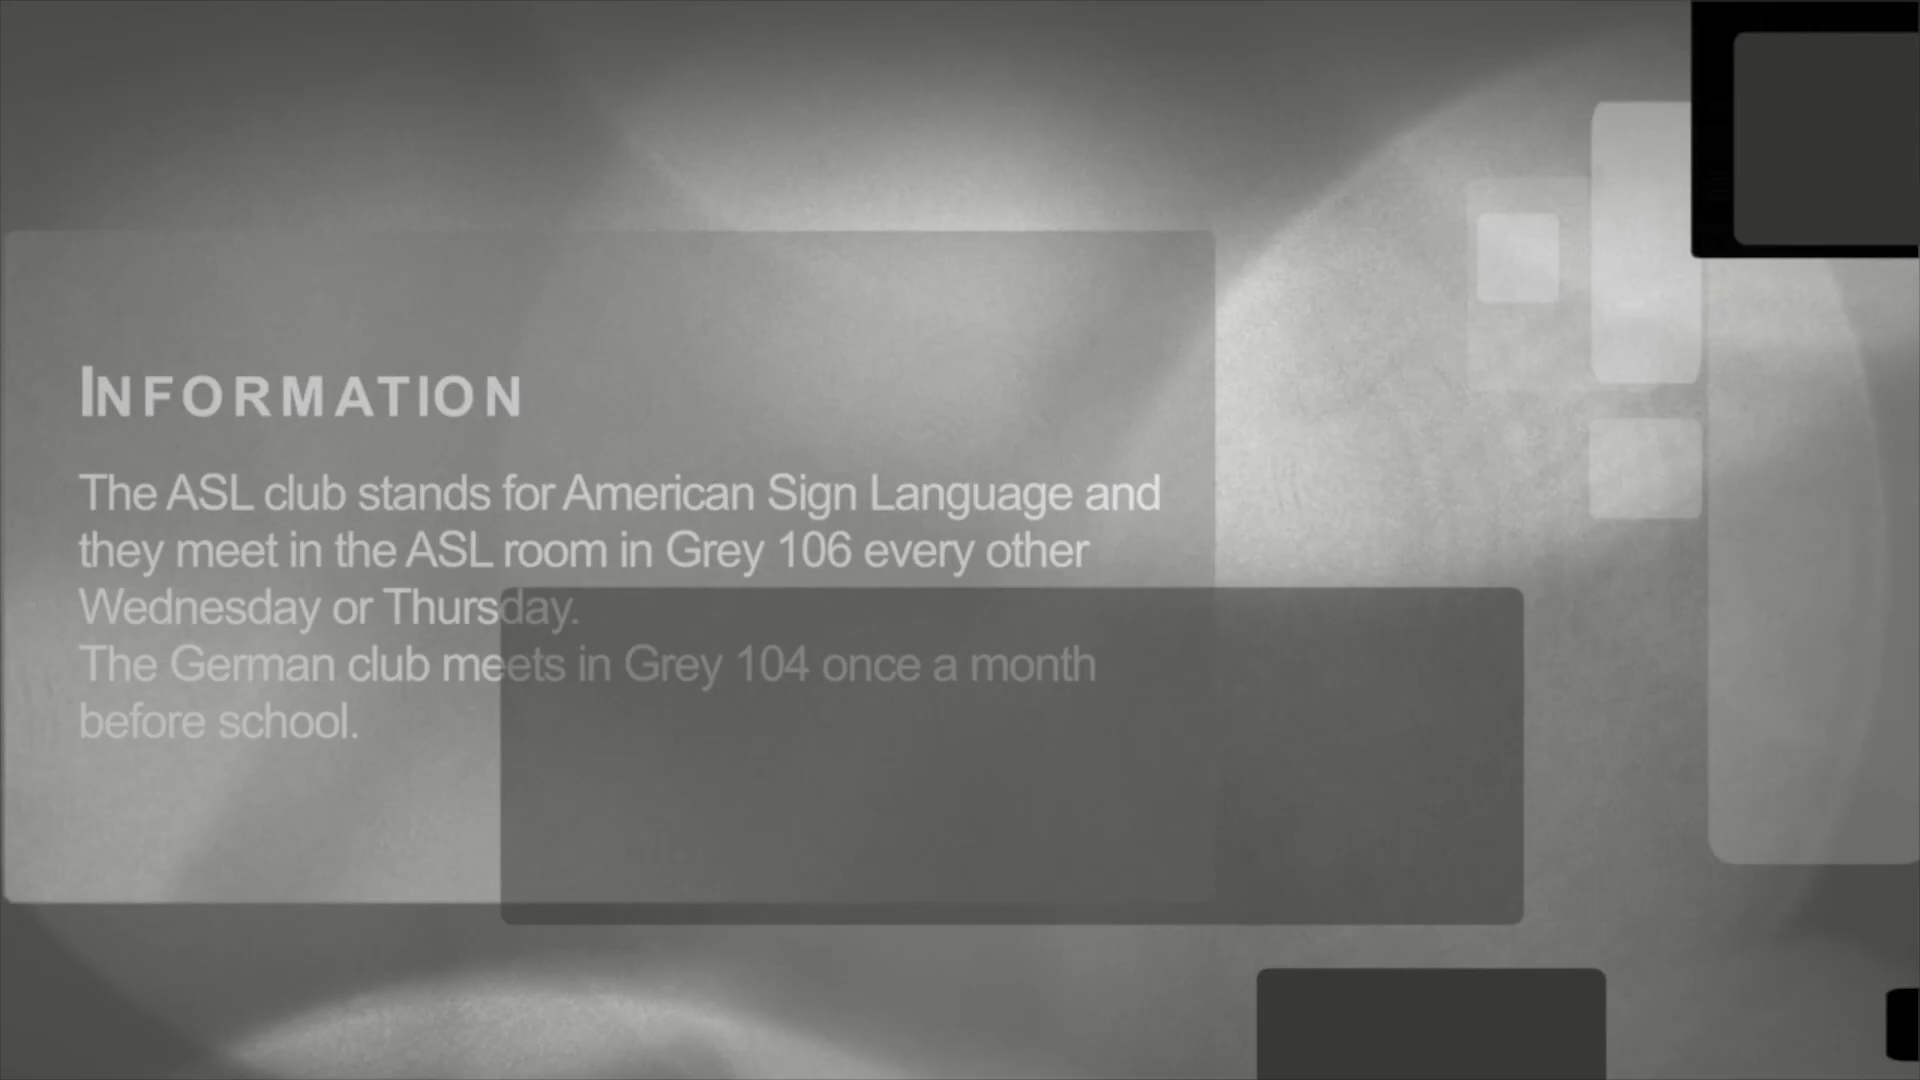 INFORMATION
The ASL club stands for American Sign Language and
they meet in the ASL room in Grey 106 every other
Wednesday or Thursday.
The German club meets in Grey 104 once a month
before school.